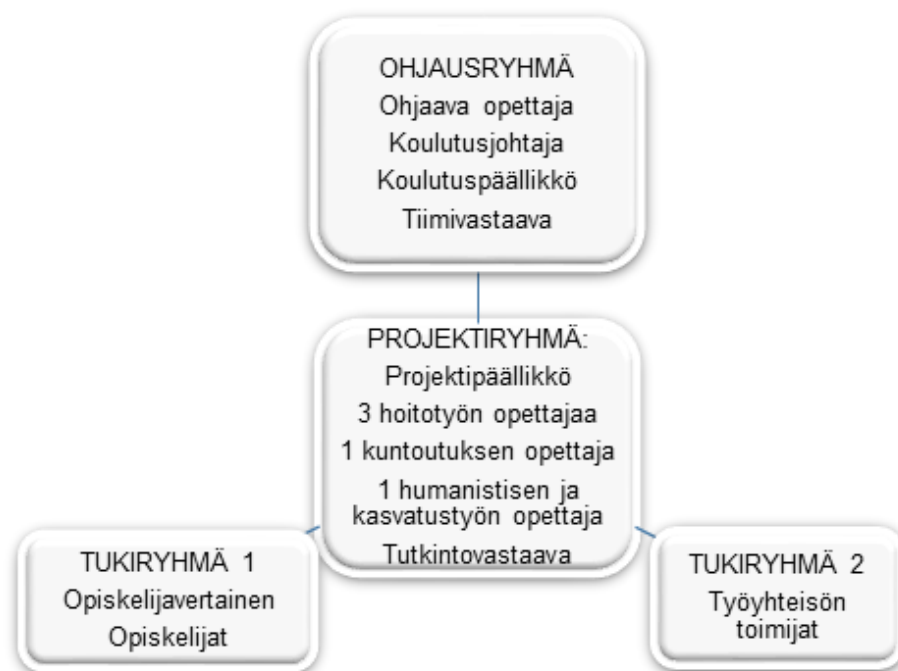 OHJAUSRYHMÄ
Ohjaava opettaja
Koulutusjohtaja
Koulutuspäällikkö
Tiimivastaava
PROJEKTIRYHMÄ:
Projektipäällikkö
3 hoitotyön opettajaa
1 kuntoutuksen opettaja
1 humanistisen ja
kasvatustyön opettaja
Tutkintovastaava
TUKIRYHMÄ 1
Opiskelijavertainen
Opiskelijat
TUKIRYHMÄ 2
Työyhteisön
toimijat